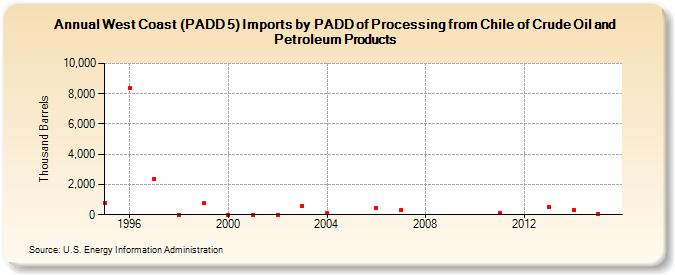 Annual West Coast (PADD 5) Imports by PADD of Processing from Chile of Crude Oil and
Petroleum Products
Thousand Barrels
10,000
8,000
6,000
4,000
2,000
0
1996
2000
2004
2008
2012
Source: U.S. Energy Information Administration